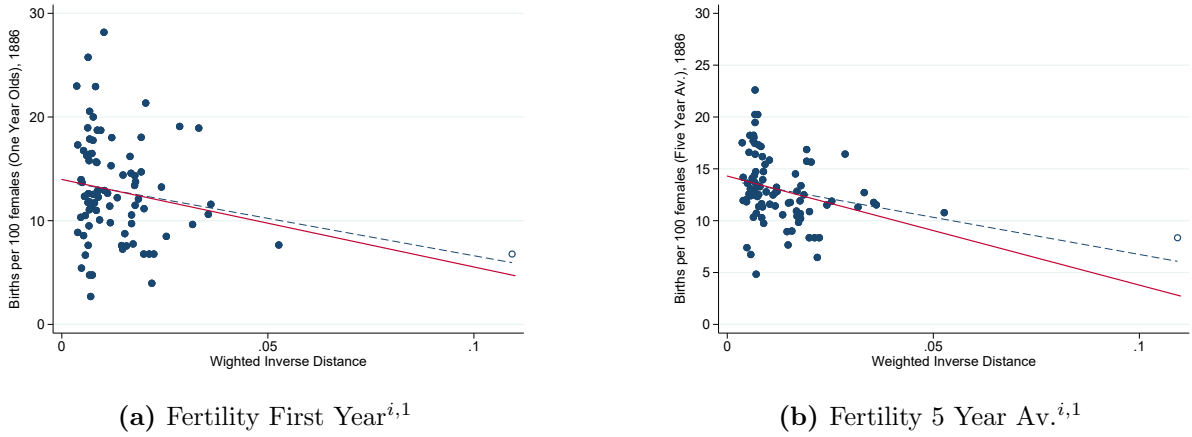 Births per 100 females (One Year Olds), 1886
30
20
10
0
0 .05 .1
Wighted Inverse Distance
(a) Fertility First Year^{i,1}
Births per 100 females (Five Year Av.), 1886
30
25
20
15
10
5
0
0 .05 .1
Weighted Inverse Distance
(b) Fertility 5 Year Av.^{i,1}